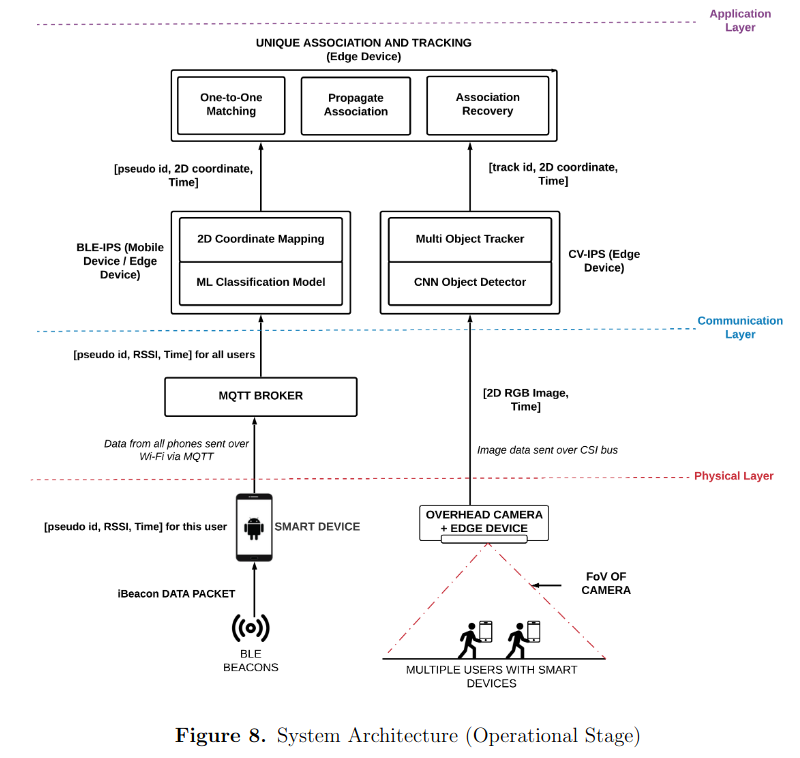 Application
Layer
UNIQUE ASSOCIATION AND TRACKING
(Edge Device)
One-to-One
Matching
Propagate
Association
Association
Recovery
[pseudo id, 2D coordinate,
Time]
[track id, 2D coordinate,
Time]
BLE-IPS (Mobile
Device / Edge
Device)
2D Coordinate Mapping
ML Classification Model
Multi Object Tracker
CNN Object Detector
CV-IPS (Edge
Device)
Communication
Layer
[pseudo id, RSSI, Time] for all users
MQTT BROKER
[2D RGB Image,
Time]
Data from all phones sent over
Wi-Fi via MQTT
Image data sent over CSI bus
Physical Layer
[pseudo id, RSSI, Time] for this user
SMART DEVICE
OVERHEAD CAMERA
+ EDGE DEVICE
iBeacon DATA PACKET
FoV OF
CAMERA
BLE
BEACONS
MULTIPLE USERS WITH SMART
DEVICES
Figure 8. System Architecture (Operational Stage)